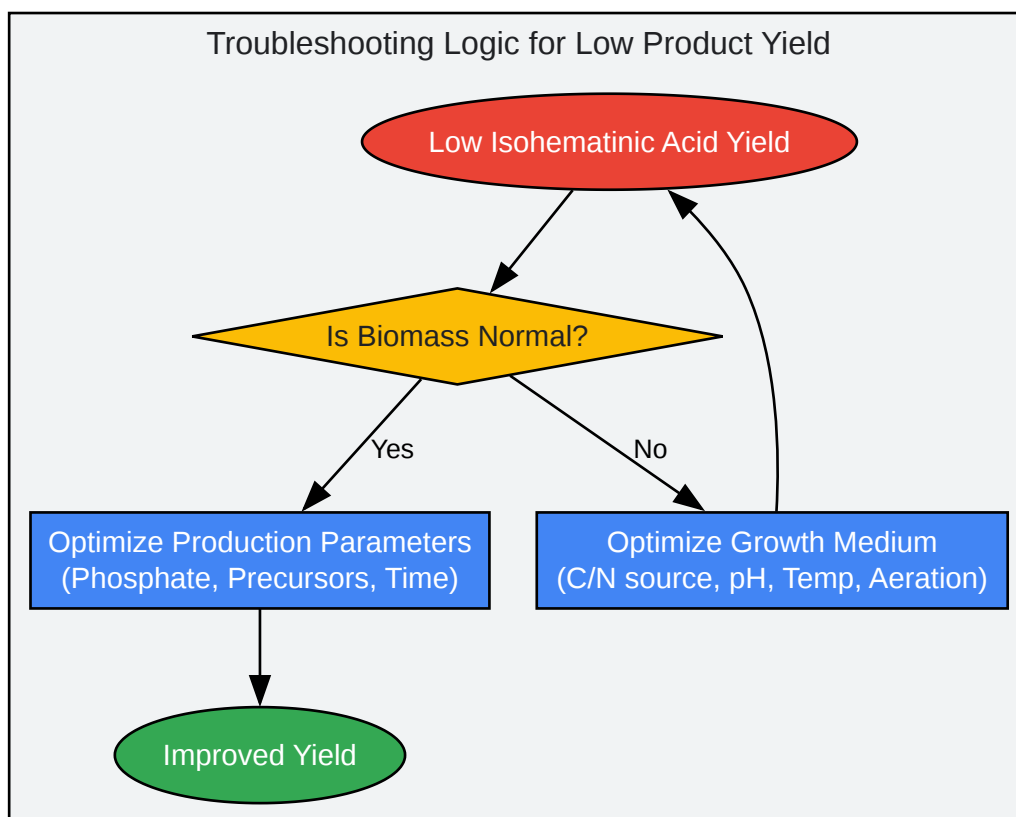 Troubleshooting Logic for Low Product Yield
Low Isohematinic Acid Yield
Is Biomass Normal?
Yes
No
Optimize Production Parameters
(Phosphate, Precursors, Time)
Optimize Growth Medium
(C/N source, pH, Temp, Aeration)
Improved Yield